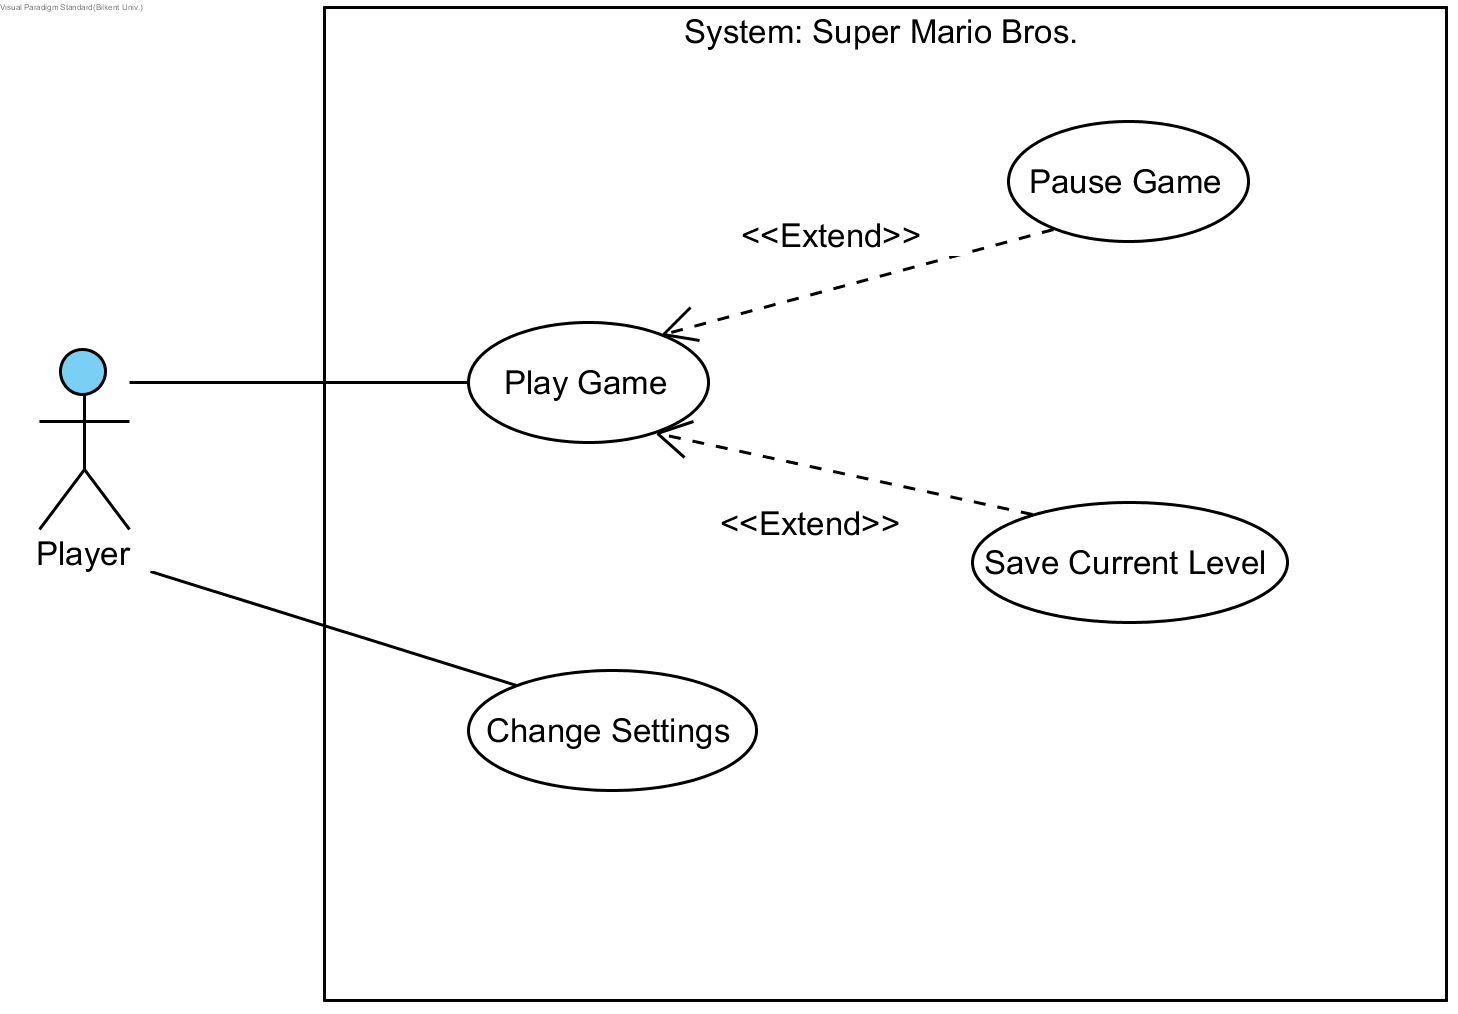 Visual Paradigm Standard(Bilkent Univ.)
System: Super Mario Bros.
Pause Game
<<Extend>>
Play Game
<<Extend>>
Player
Save Current Level
Change Settings